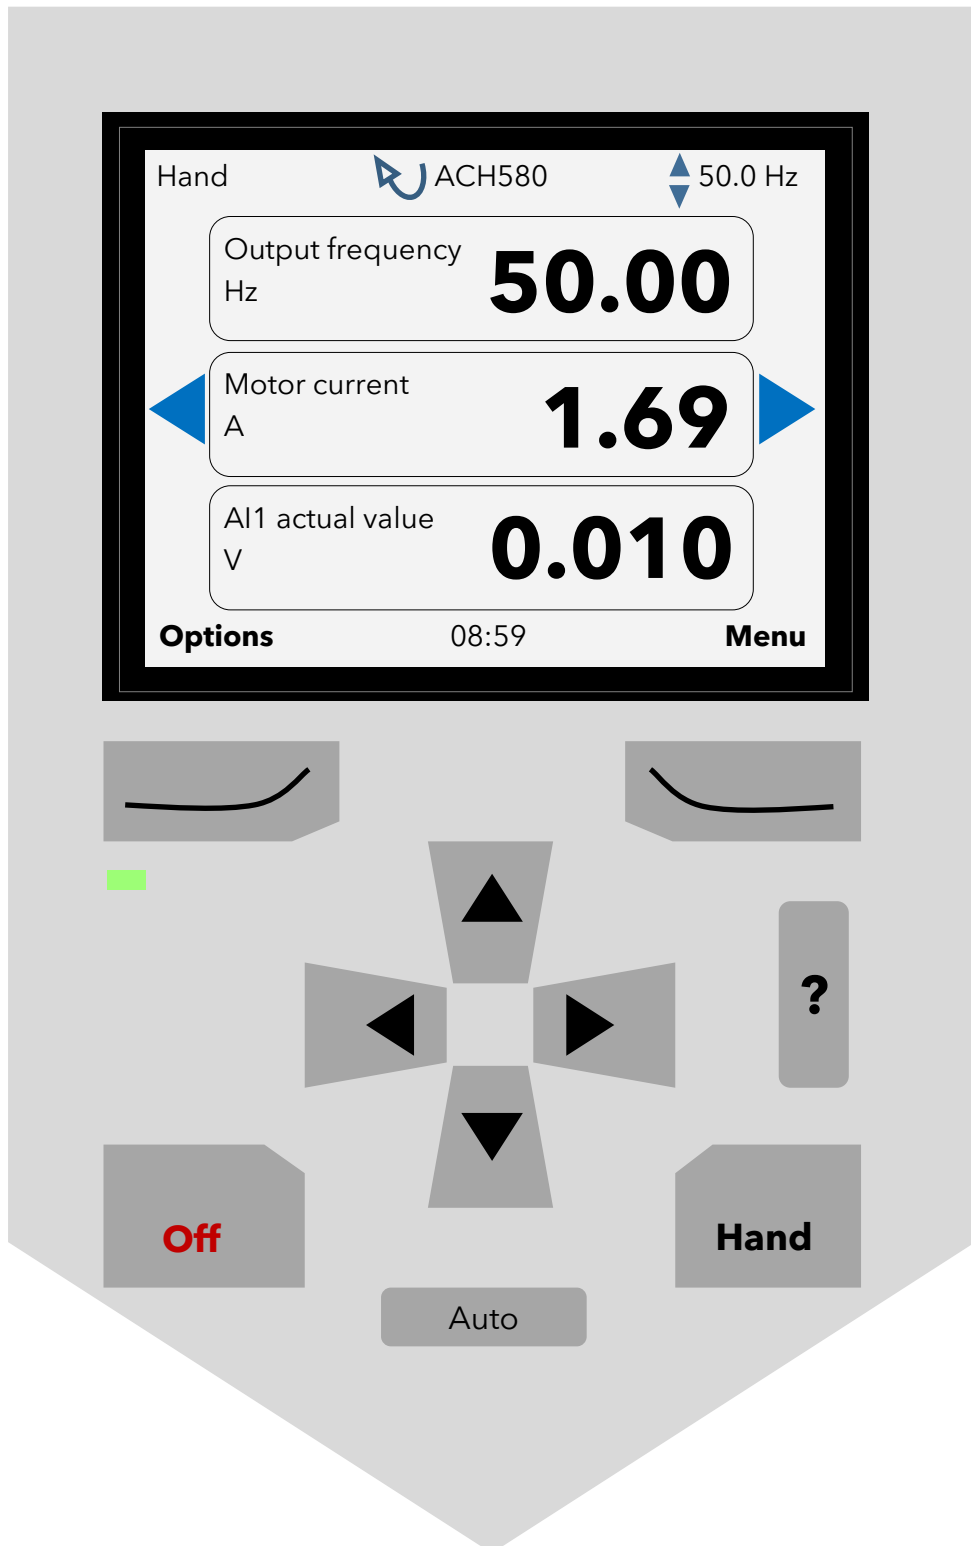 Hand ACH580 50.0 Hz
Output frequency
Hz
50.00
Motor current
A
1.69
AI1 actual value
V
0.010
Options 08:59 Menu
?
Off
Hand
Auto